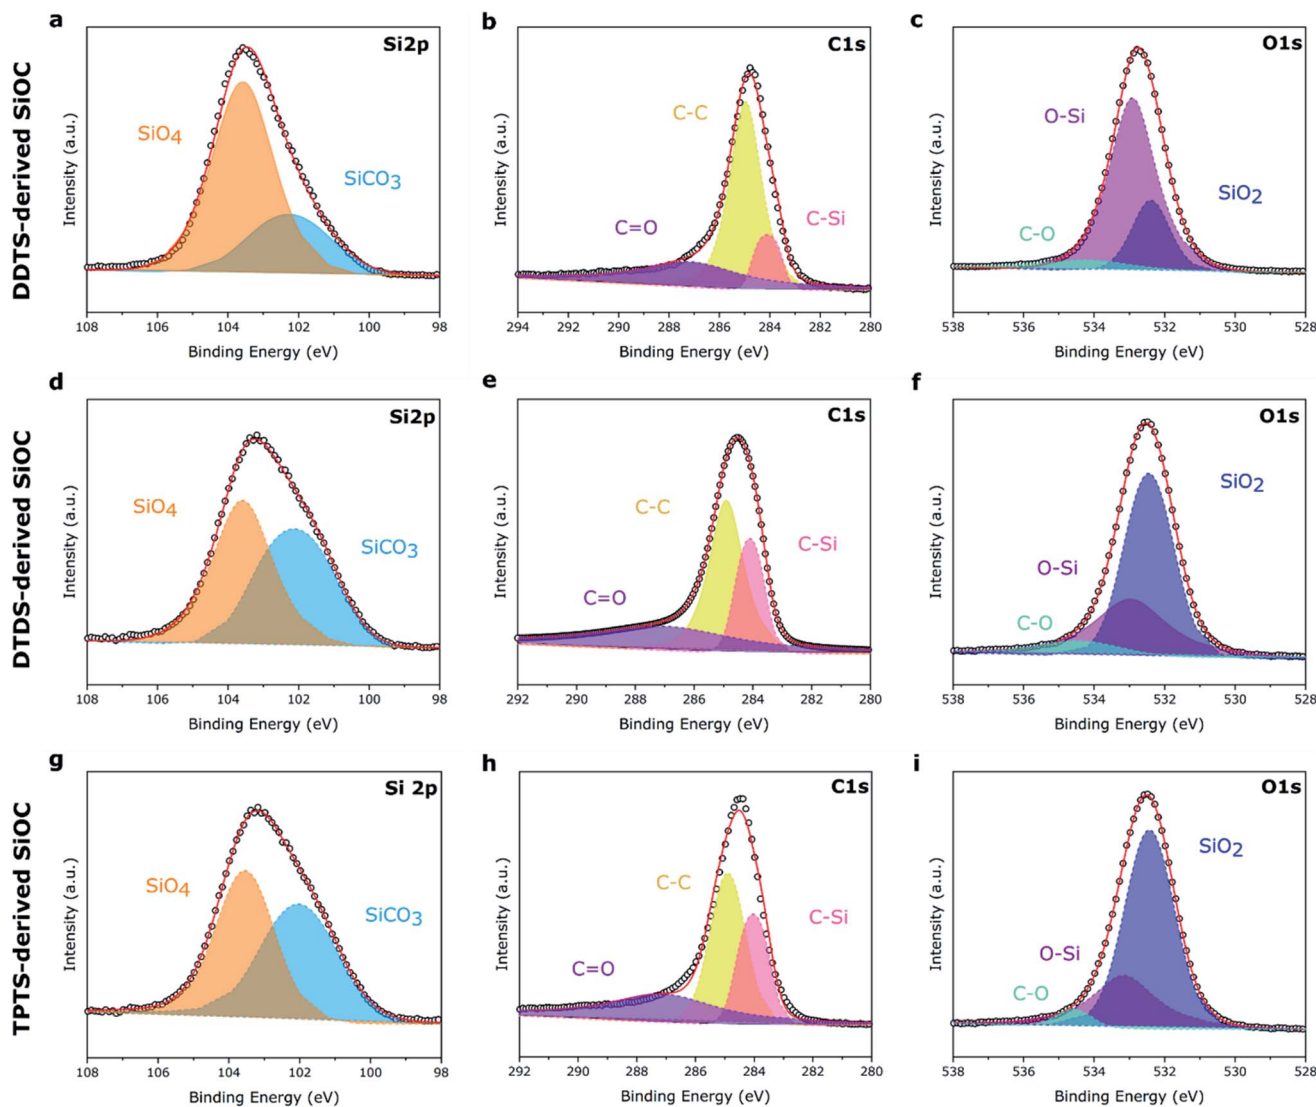 DDTS-derived SiOC
a
Si2p
SiO4
SiCO3
Intensity (a.u.)
108 106 104 102 100 98
Binding Energy (eV)
b
C1s
C-C
C=O
C-Si
Intensity (a.u.)
294 292 290 288 286 284 282 280
Binding Energy (eV)
c
O1s
O-Si
SiO2
C-O
Intensity (a.u.)
538 536 534 532 530 528
Binding Energy (eV)
DTDS-derived SiOC
d
Si2p
SiO4
SiCO3
Intensity (a.u.)
108 106 104 102 100 98
Binding Energy (eV)
e
C1s
C-C
C-Si
C=O
Intensity (a.u.)
292 290 288 286 284 282 280
Binding Energy (eV)
f
O1s
SiO2
O-Si
C-O
Intensity (a.u.)
538 536 534 532 530 528
Binding Energy (eV)
TPTS-derived SiOC
g
Si 2p
SiO4
SiCO3
Intensity (a.u.)
108 106 104 102 100 98
Binding Energy (eV)
h
C1s
C-C
C-Si
C=O
Intensity (a.u.)
292 290 288 286 284 282 280
Binding Energy (eV)
i
O1s
SiO2
O-Si
C-O
Intensity (a.u.)
538 536 534 532 530 528
Binding Energy (eV)